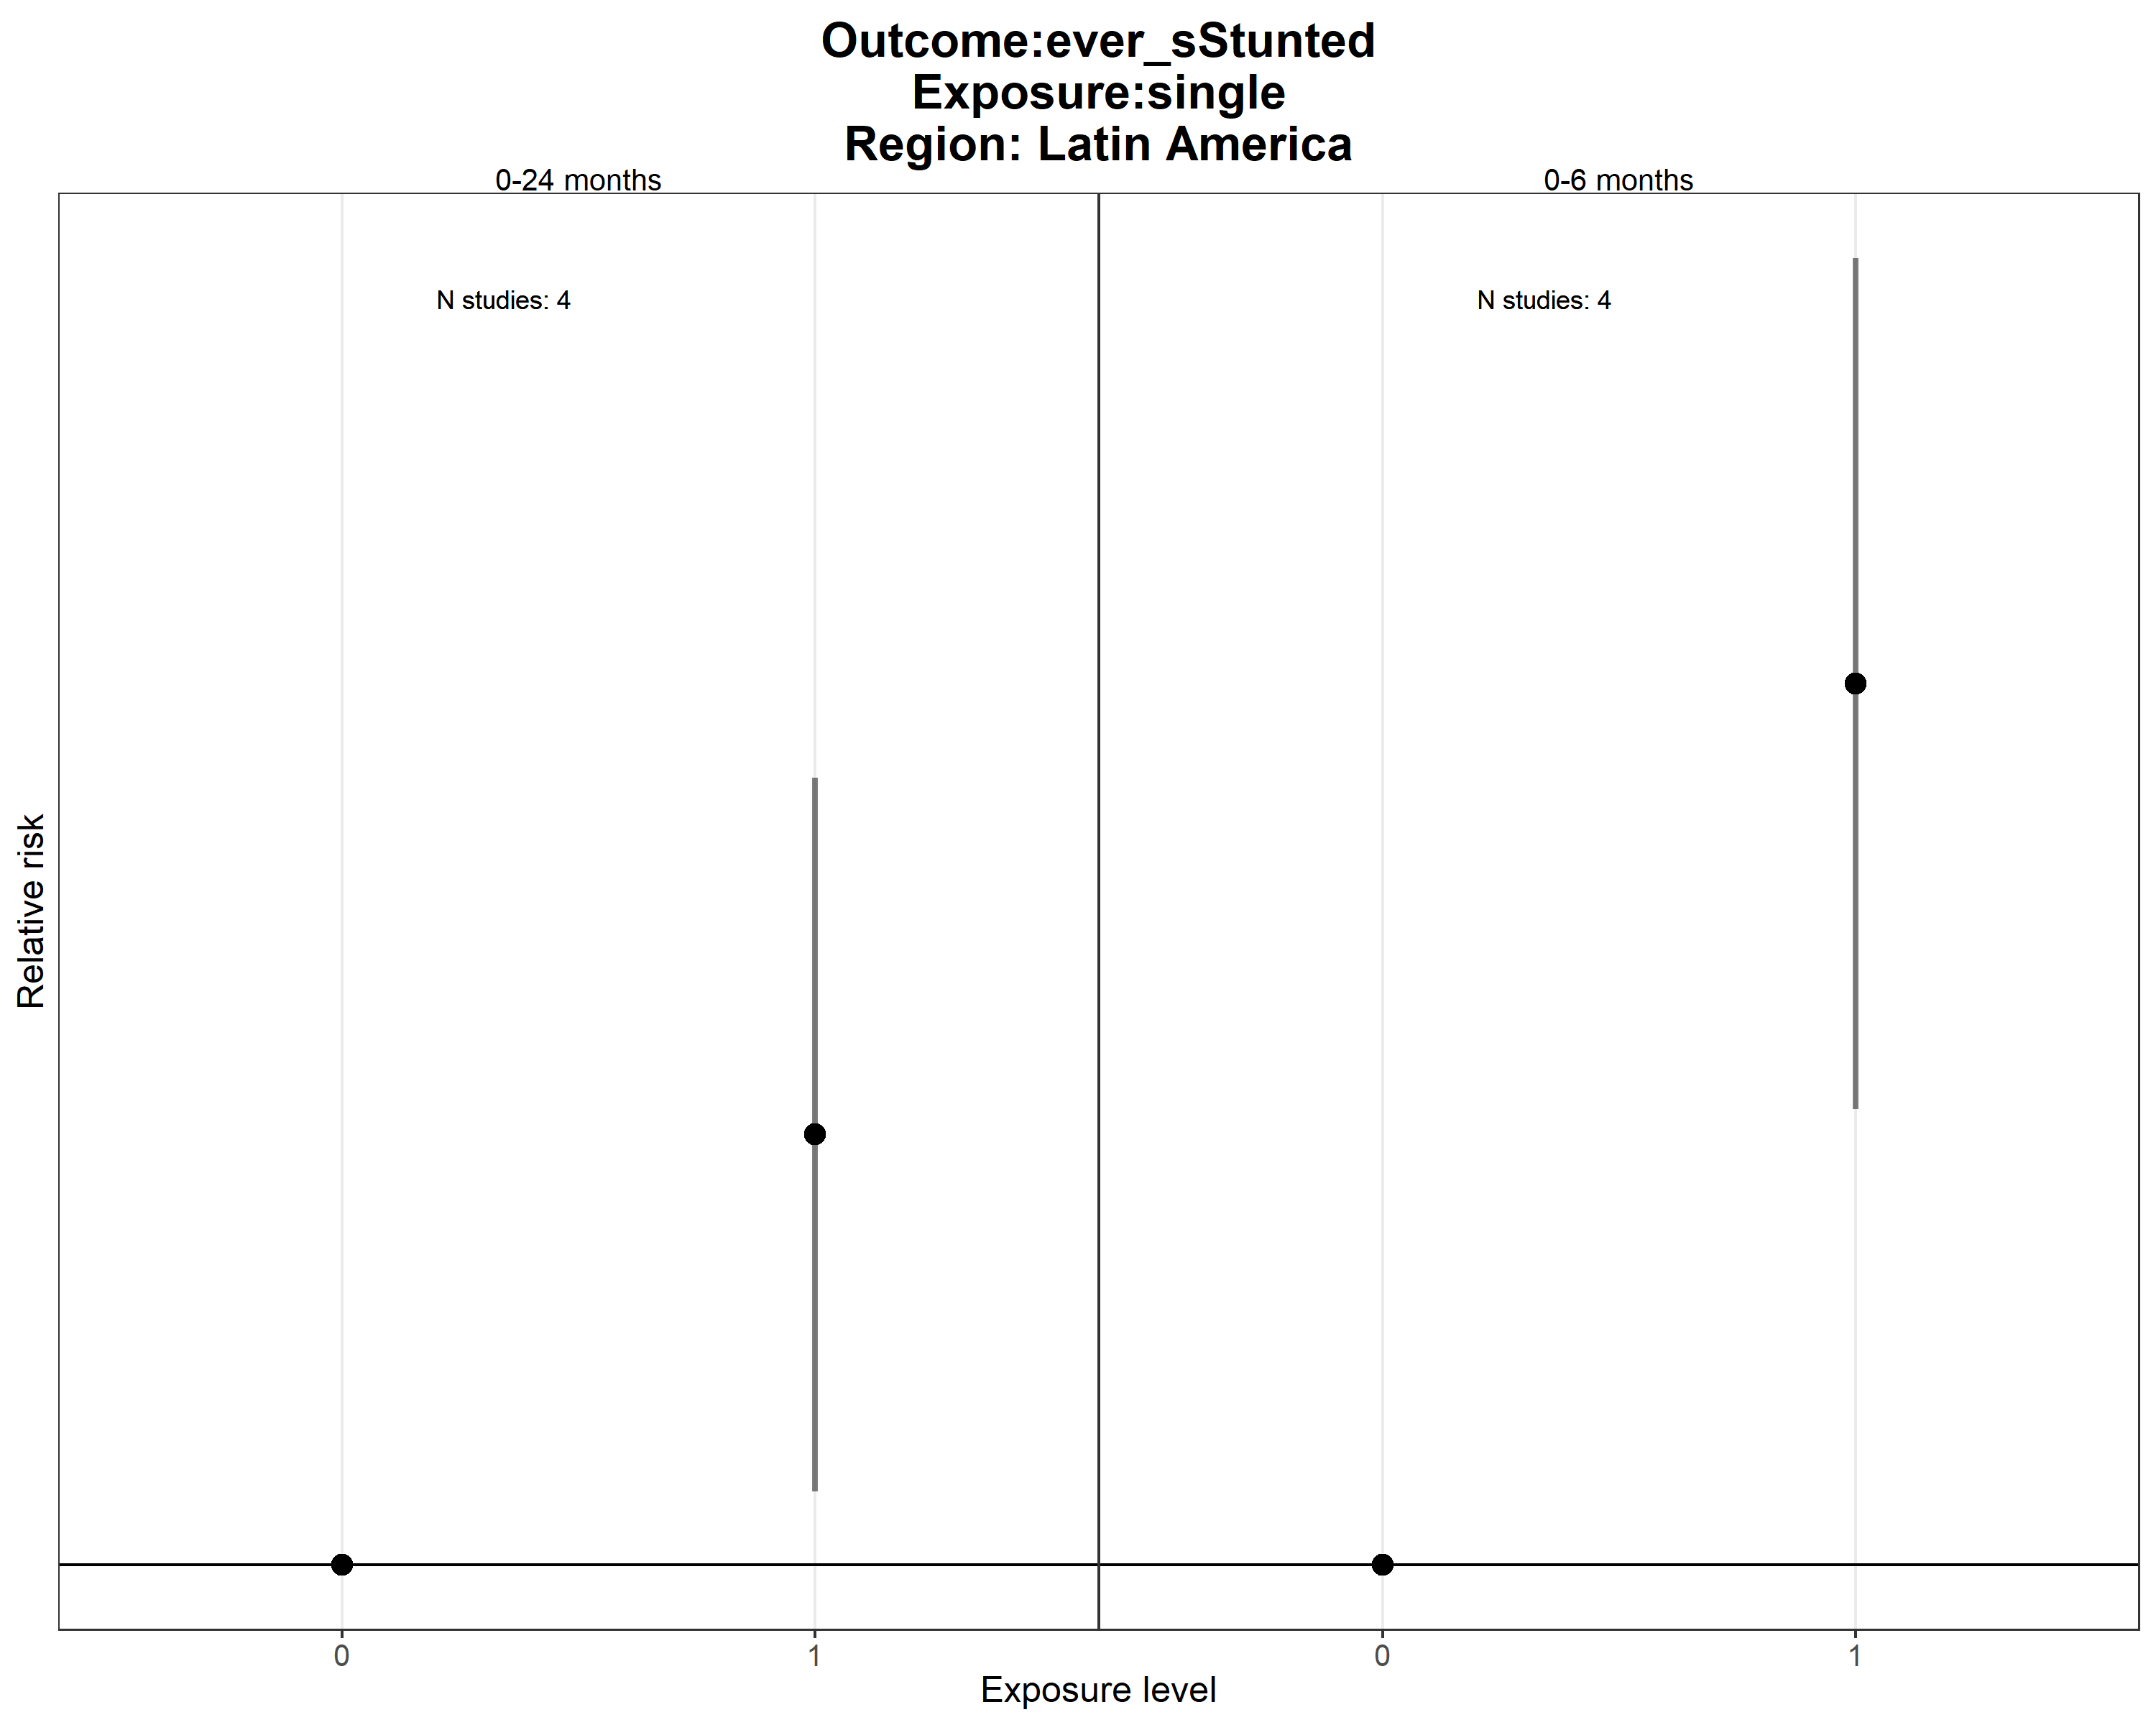 Outcome:ever_sStunted
Exposure:single
Region: Latin America
0-24 months
0-6 months
N studies: 4
N studies: 4
Relative risk
0
1
0
1
Exposure level